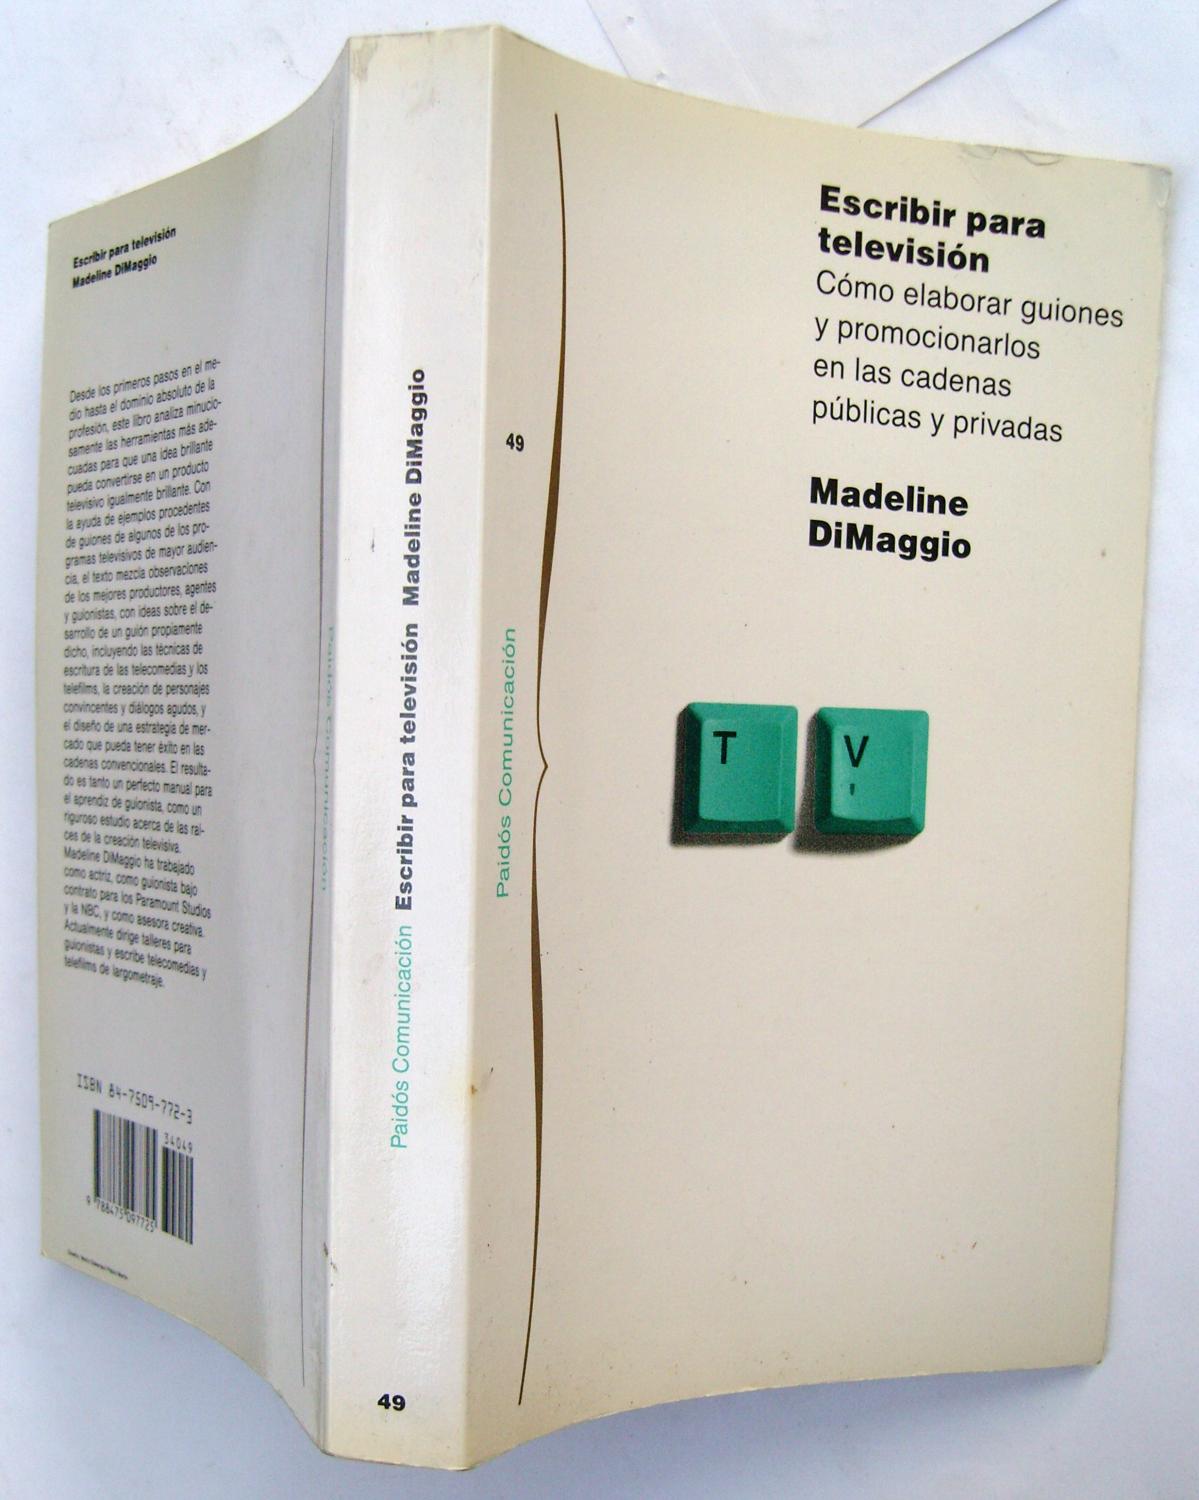 Escribir para televisión
Madeline DiMaggio
Desde los primeros pasos en el me-
dio hasta el dominio absoluto de la
profesión, este libro analiza minucio-
samente las herramientas más ade-
cuadas para que una idea brillante
pueda convertirse en un producto
televisivo igualmente brillante. Con
la ayuda de ejemplos procedentes
de guiones de algunos de los pro-
gramas televisivos de mayor audien-
cia, el texto mezcla observaciones
de los mejores productores, agentes
y guionistas, con ideas sobre el de-
sarrollo de un guión propiamente
dicho, incluyendo las técnicas de
escritura de las telecomedias y los
telefilms, la creación de personajes
convincentes y diálogos agudos, y
el diseño de una estrategia de mer-
cado que pueda tener éxito en las
cadenas convencionales. El resulta-
do es tanto un perfecto manual para
el aprendiz de guionista, como un
riguroso estudio acerca de las raí-
ces de la creación televisiva.
Madeline DiMaggio ha trabajado
como actriz, como guionista bajo
contrato para los Paramount Studios
y la NBC, y como asesora creativa.
Actualmente dirige talleres para
guionistas y escribe telecomedias y
telefilms de largometraje.
ISBN 84-7509-772-3
34049
9 788475 097725
Paidós Comunicación
Paidós Comunicación Escribir para televisión Madeline DiMaggio
49
49
Paidós Comunicación
Escribir para
televisión
Cómo elaborar guiones
y promocionarlos
en las cadenas
públicas y privadas
Madeline
DiMaggio
T V